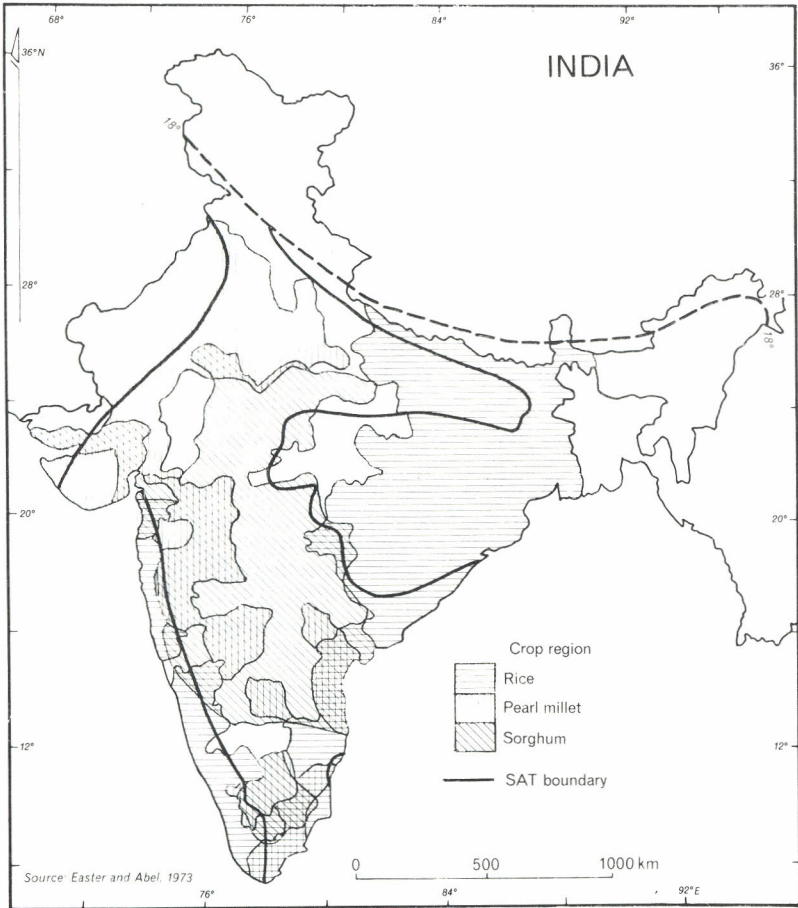 68° 76° 84° 92°
36°N 36°
INDIA
18°
28° 28°
18°
20° 20°
Crop region
Rice
Pearl millet
Sorghum
12° 12°
SAT boundary
0 500 1000 km
Source: Easter and Abel, 1973
76° 84° 92°E